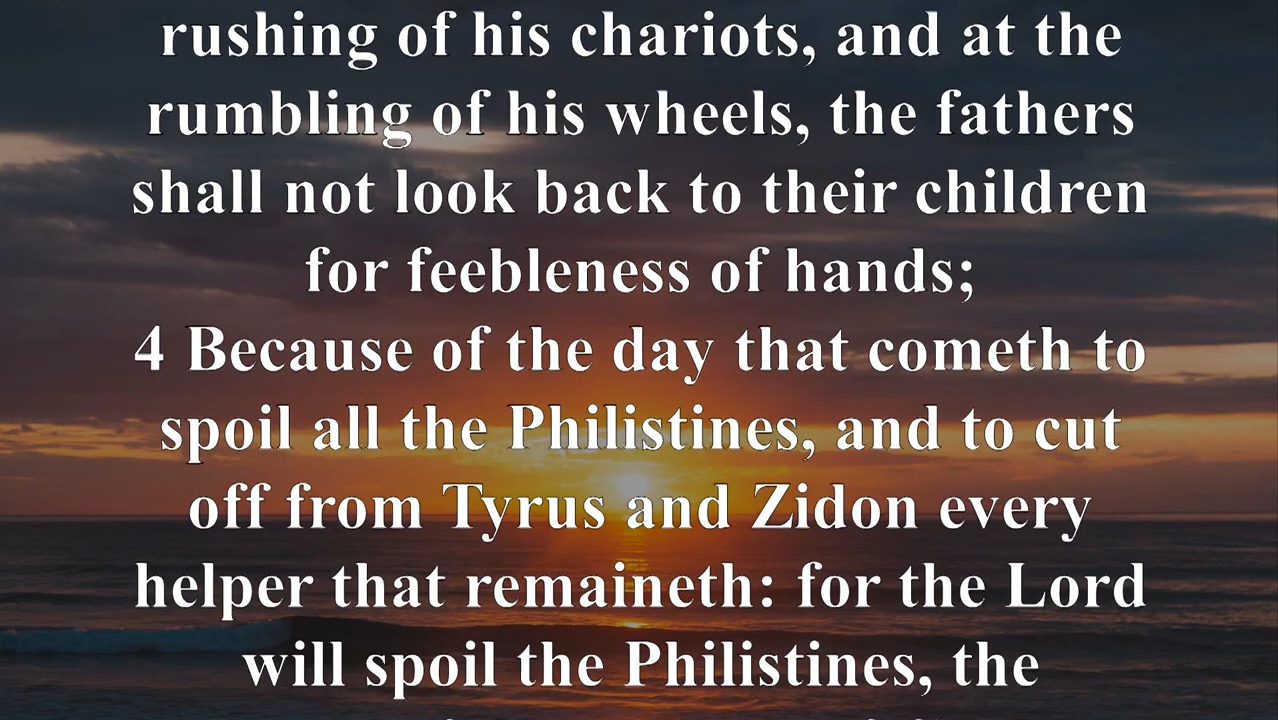 rushing of his chariots, and at the
rumbling of his wheels, the fathers
shall not look back to their children
for feebleness of hands;
4 Because of the day that cometh to
spoil all the Philistines, and to cut
off from Tyrus and Zidon every
helper that remaineth: for the Lord
will spoil the Philistines, the